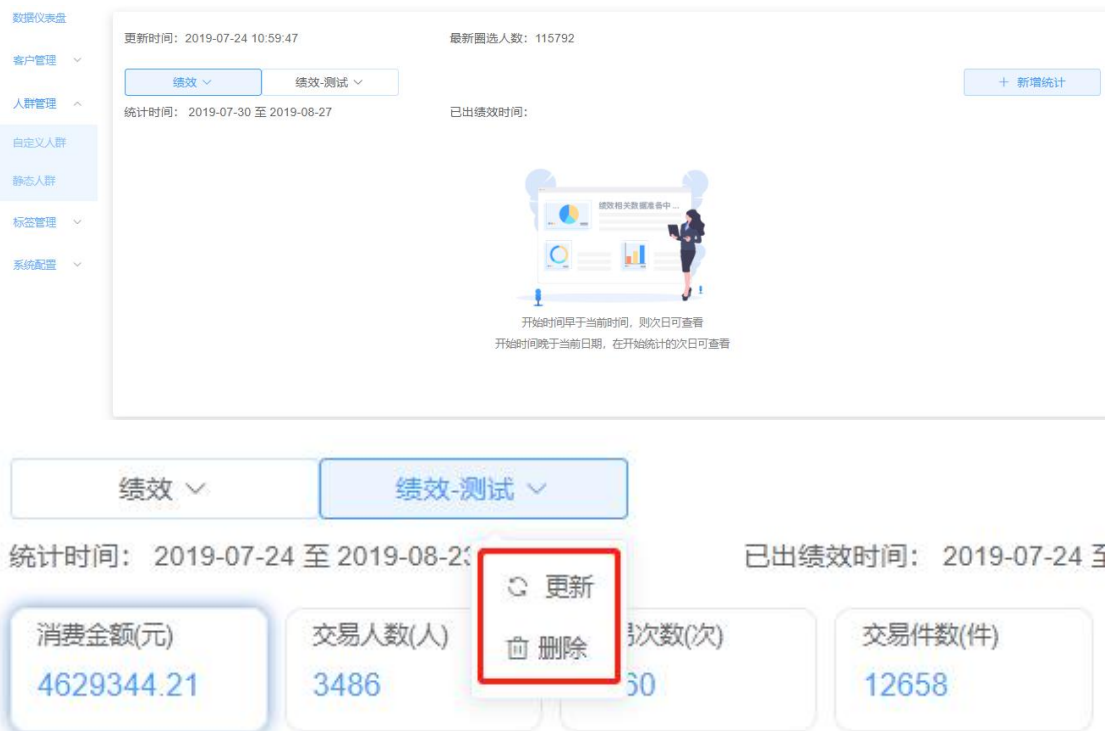 数据仪表盘
更新时间：2019-07-24 10:59:47 最新圈选人数：115792
客户管理
绩效 绩效-测试 + 新增统计
人群管理
统计时间： 2019-07-30 至 2019-08-27 已出绩效时间：
自定义人群
静态人群
绩效相关数据准备中 ...
标签管理
系统配置
开始时间早于当前时间，则次日可查看
开始时间晚于当前日期，在开始统计的次日可查看
绩效 绩效-测试
统计时间： 2019-07-24 至 2019-08-23 已出绩效时间： 2019-07-24 至
更新
消费金额(元) 交易人数(人) 次数(次) 交易件数(件)
删除
4629344.21 3486 60 12658